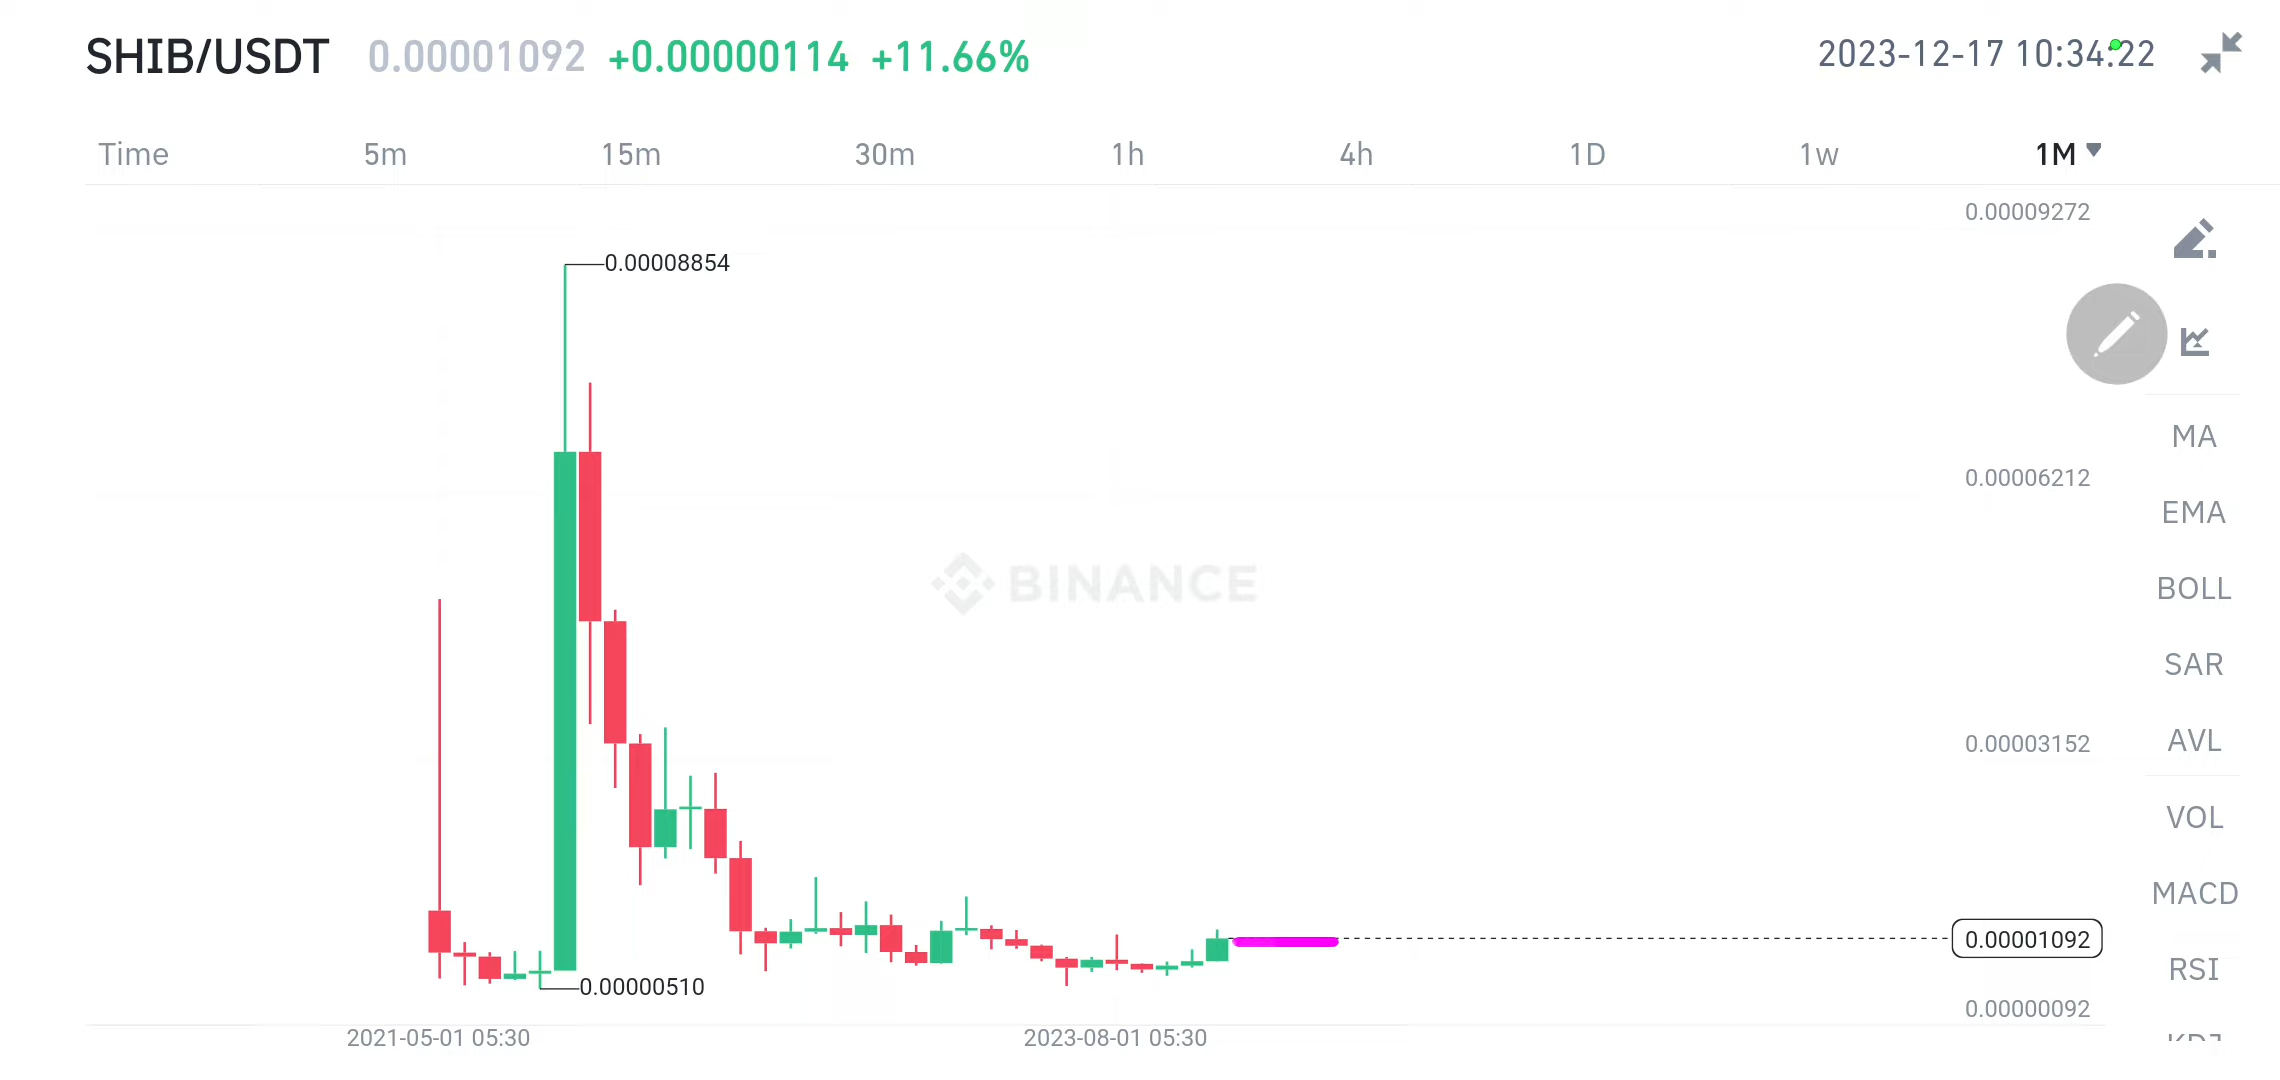 SHIB/USDT 0.00001092 +0.00000114 +11.66% 2023-12-17 10:34:22
Time 5m 15m 30m 1h 4h 1D 1w 1M
0.00009272
0.00008854
0.00006212
BINANCE
0.00003152
0.00001092
0.00000510
0.00000092
2021-05-01 05:30 2023-08-01 05:30
MA
EMA
BOLL
SAR
AVL
VOL
MACD
RSI